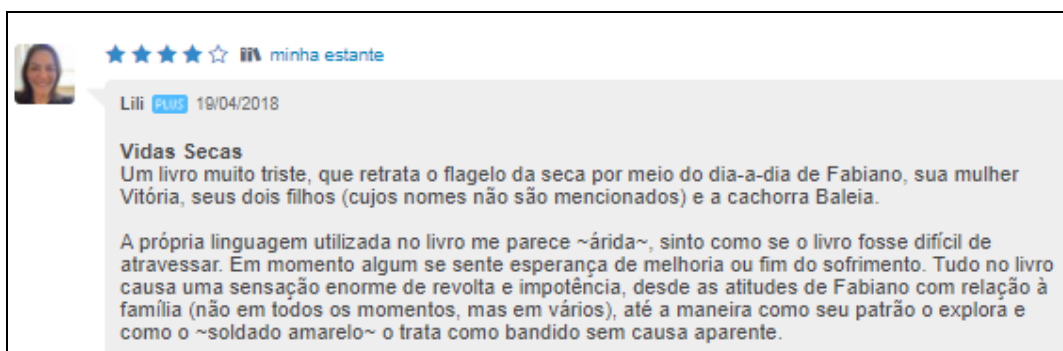 minha estante
Lili PLUS 19/04/2018
Vidas Secas
Um livro muito triste, que retrata o flagelo da seca por meio do dia-a-dia de Fabiano, sua mulher
Vitória, seus dois filhos (cujos nomes não são mencionados) e a cachorra Baleia.
A própria linguagem utilizada no livro me parece ~árida~, sinto como se o livro fosse difícil de
atravessar. Em momento algum se sente esperança de melhoria ou fim do sofrimento. Tudo no livro
causa uma sensação enorme de revolta e impotência, desde as atitudes de Fabiano com relação à
família (não em todos os momentos, mas em vários), até a maneira como seu patrão o explora e
como o ~soldado amarelo~ o trata como bandido sem causa aparente.